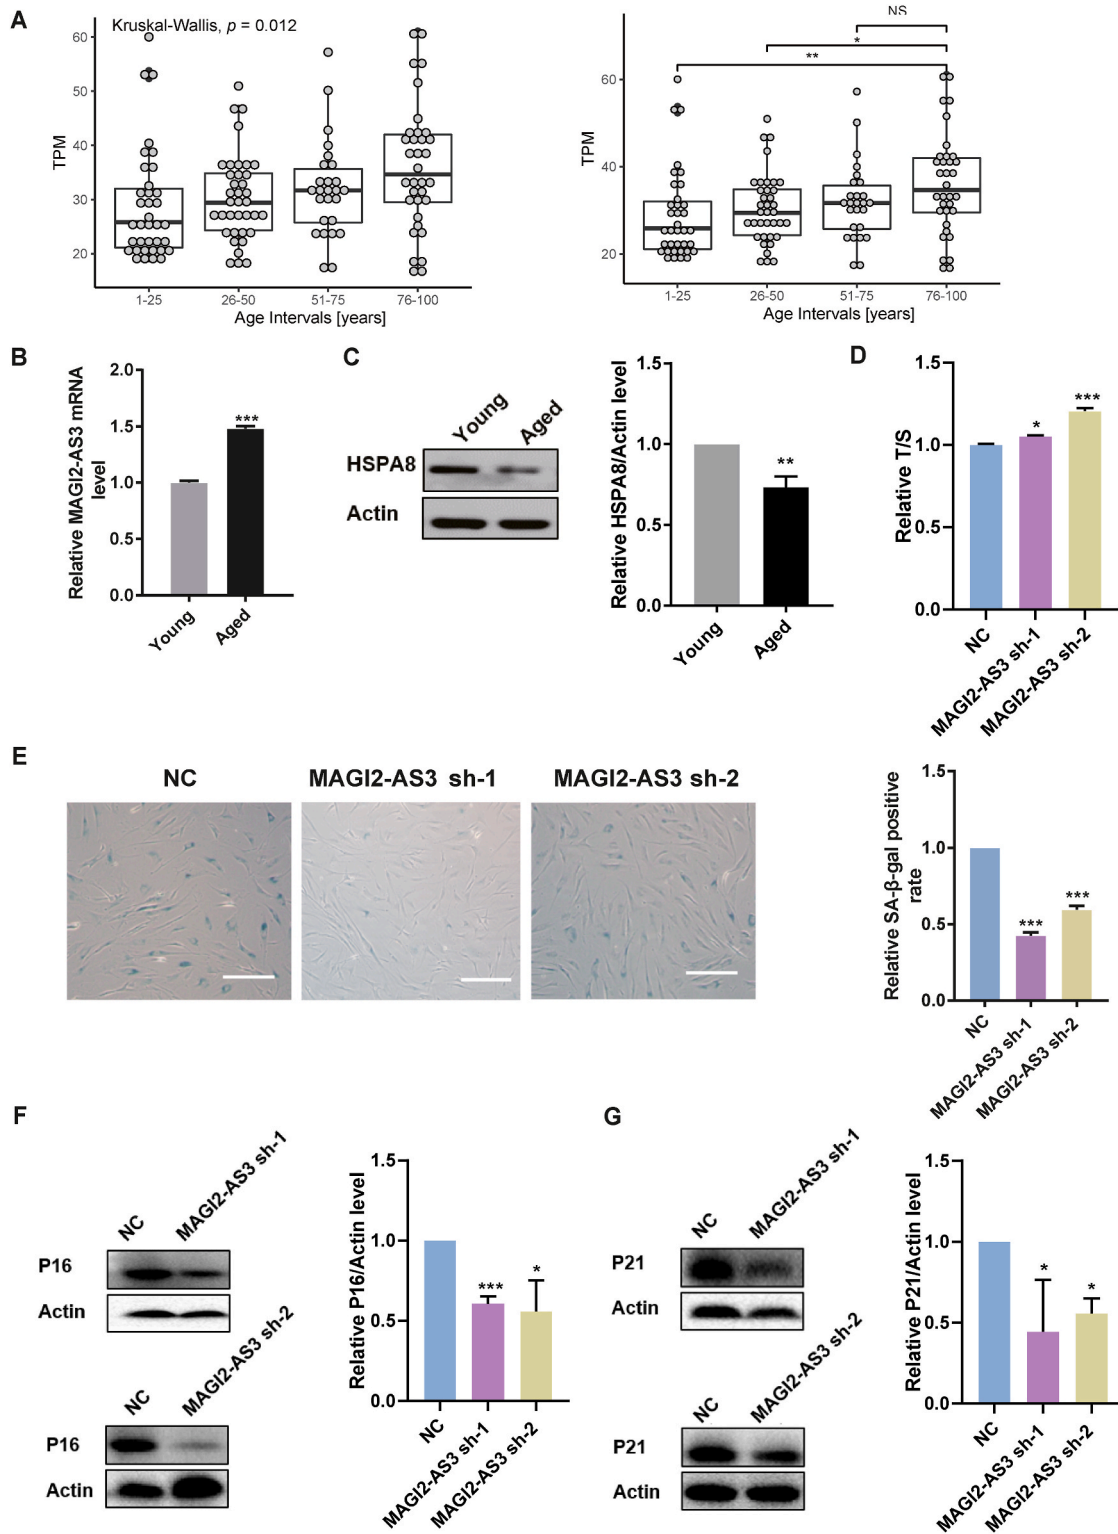 A
Kruskal-Wallis, p = 0.012
TPM
60
50
40
30
20
1-25
26-50
51-75
76-100
Age Intervals [years]
NS
*
**
TPM
60
40
20
1-25
26-50
51-75
76-100
Age Intervals [years]
B
Relative MAGI2-AS3 mRNA
level
2.0
1.5
1.0
0.5
0.0
***
Young
Aged
C
Young
Aged
HSPA8
Actin
Relative HSPA8/Actin level
1.5
1.0
0.5
0.0
**
Young
Aged
D
Relative T/S
1.5
1.0
0.5
0.0
*
***
NC
MAGI2-AS3 sh-1
MAGI2-AS3 sh-2
E
NC
MAGI2-AS3 sh-1
MAGI2-AS3 sh-2
Relative SA-β-gal positive
rate
1.5
1.0
0.5
0.0
***
***
NC
MAGI2-AS3 sh-1
MAGI2-AS3 sh-2
F
NC
MAGI2-AS3 sh-1
P16
Actin
NC
MAGI2-AS3 sh-2
P16
Actin
Relative P16/Actin level
1.5
1.0
0.5
0.0
***
*
NC
MAGI2-AS3 sh-1
MAGI2-AS3 sh-2
G
NC
MAGI2-AS3 sh-1
P21
Actin
NC
MAGI2-AS3 sh-2
P21
Actin
Relative P21/Actin level
1.5
1.0
0.5
0.0
*
*
NC
MAGI2-AS3 sh-1
MAGI2-AS3 sh-2